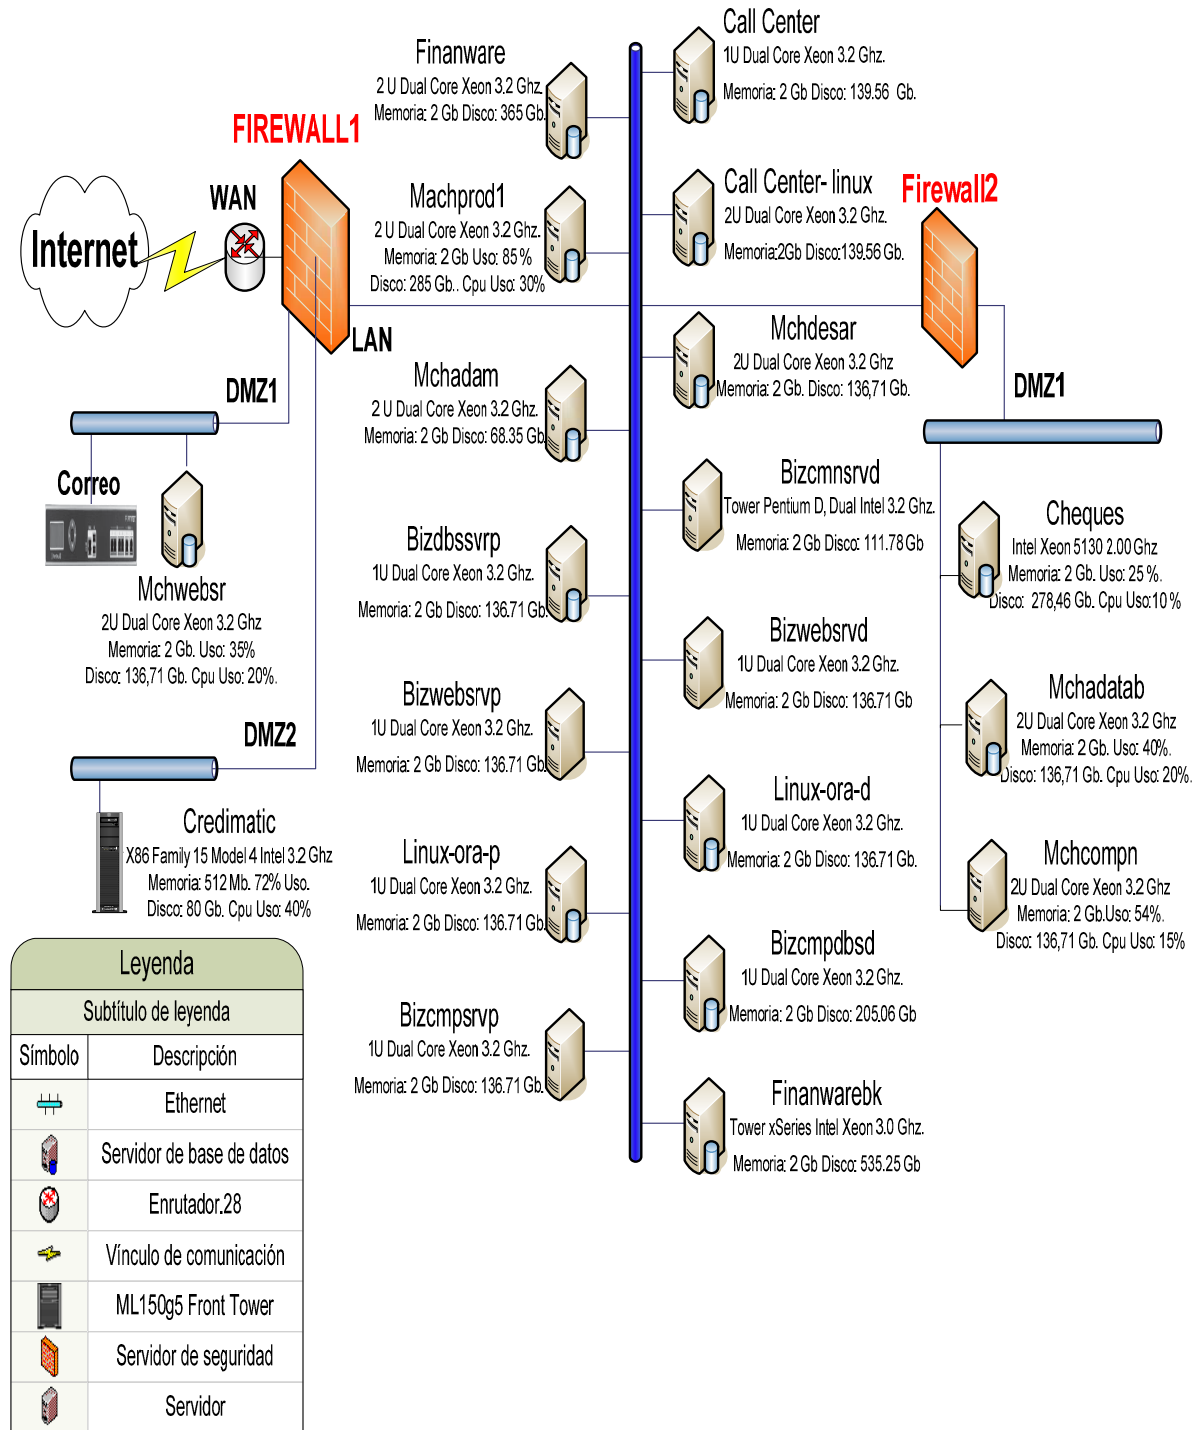 Finanware
2 U Dual Core Xeon 3.2 Ghz.
Memoria: 2 Gb Disco: 365 Gb.
Call Center
1U Dual Core Xeon 3.2 Ghz.
Memoria: 2 Gb Disco: 139.56 Gb.
FIREWALL1
WAN
Internet
LAN
Machprod1
2 U Dual Core Xeon 3.2 Ghz.
Memoria: 2 Gb Uso: 85 %
Disco: 285 Gb.. Cpu Uso: 30%
Call Center- linux
2U Dual Core Xeon 3.2 Ghz.
Memoria:2Gb Disco:139.56 Gb.
Firewall2
DMZ1
Correo
Mchwebsr
2U Dual Core Xeon 3.2 Ghz
Memoria: 2 Gb. Uso: 35%
Disco: 136,71 Gb. Cpu Uso: 20%.
DMZ2
Credimatic
X86 Family 15 Model 4 Intel 3.2 Ghz
Memoria: 512 Mb. 72% Uso.
Disco: 80 Gb. Cpu Uso: 40%
Mchadam
2 U Dual Core Xeon 3.2 Ghz.
Memoria: 2 Gb Disco: 68.35 Gb.
Bizdbssvrp
1U Dual Core Xeon 3.2 Ghz.
Memoria: 2 Gb Disco: 136.71 Gb.
Bizwebsrvp
1U Dual Core Xeon 3.2 Ghz.
Memoria: 2 Gb Disco: 136.71 Gb.
Linux-ora-p
1U Dual Core Xeon 3.2 Ghz.
Memoria: 2 Gb Disco: 136.71 Gb.
Bizcmpsrvp
1U Dual Core Xeon 3.2 Ghz.
Memoria: 2 Gb Disco: 136.71 Gb.
Mchdesar
2U Dual Core Xeon 3.2 Ghz
Memoria: 2 Gb. Disco: 136,71 Gb.
Bizcmnsrvd
Tower Pentium D, Dual Intel 3.2 Ghz.
Memoria: 2 Gb Disco: 111.78 Gb
Bizwebsrvd
1U Dual Core Xeon 3.2 Ghz.
Memoria: 2 Gb Disco: 136.71 Gb
Linux-ora-d
1U Dual Core Xeon 3.2 Ghz.
Memoria: 2 Gb Disco: 136.71 Gb.
Bizcmpdbsd
1U Dual Core Xeon 3.2 Ghz.
Memoria: 2 Gb Disco: 205.06 Gb
Finanwarebk
Tower xSeries Intel Xeon 3.0 Ghz.
Memoria: 2 Gb Disco: 535.25 Gb
DMZ1
Cheques
Intel Xeon 5130 2.00 Ghz
Memoria: 2 Gb. Uso: 25 %.
Disco: 278,46 Gb. Cpu Uso:10 %
Mchadatab
2U Dual Core Xeon 3.2 Ghz
Memoria: 2 Gb. Uso: 40%.
Disco: 136,71 Gb. Cpu Uso: 20%.
Mchcompn
2U Dual Core Xeon 3.2 Ghz
Memoria: 2 Gb.Uso: 54%.
Disco: 136,71 Gb. Cpu Uso: 15%
Leyenda
Subtítulo de leyenda
Símbolo Descripción
Ethernet
Servidor de base de datos
Enrutador.28
Vínculo de comunicación
ML150g5 Front Tower
Servidor de seguridad
Servidor